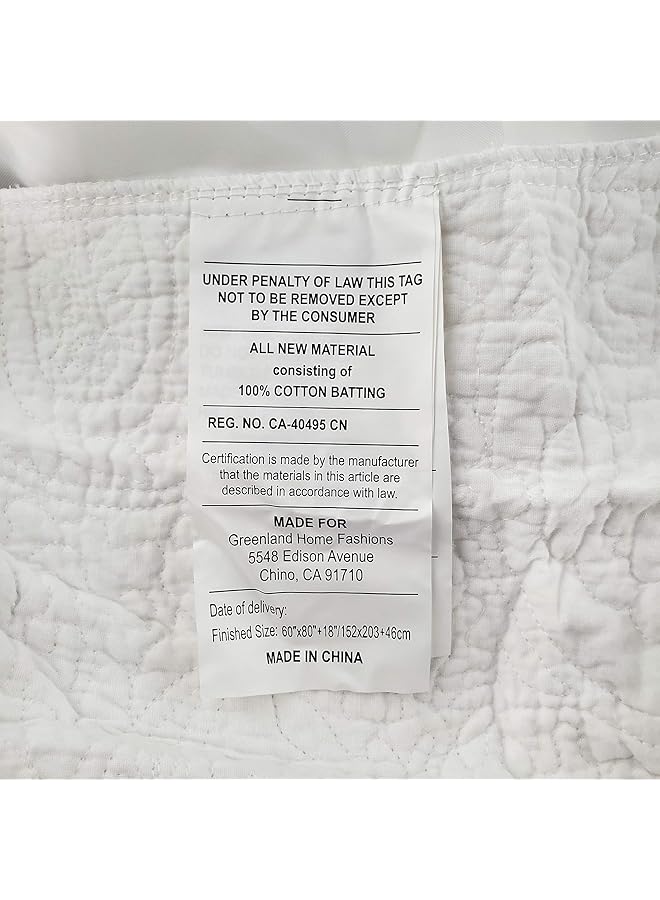 UNDER PENALTY OF LAW THIS TAG
NOT TO BE REMOVED EXCEPT
BY THE CONSUMER
ALL NEW MATERIAL
consisting of
100% COTTON BATTING
REG. NO. CA-40495 CN
Certification is made by the manufacturer
that the materials in this article are
described in accordance with law.
MADE FOR
Greenland Home Fashions
5548 Edison Avenue
Chino, CA 91710
Date of delivery:
Finished Size: 60"x80"+18"/152x203+46cm
MADE IN CHINA